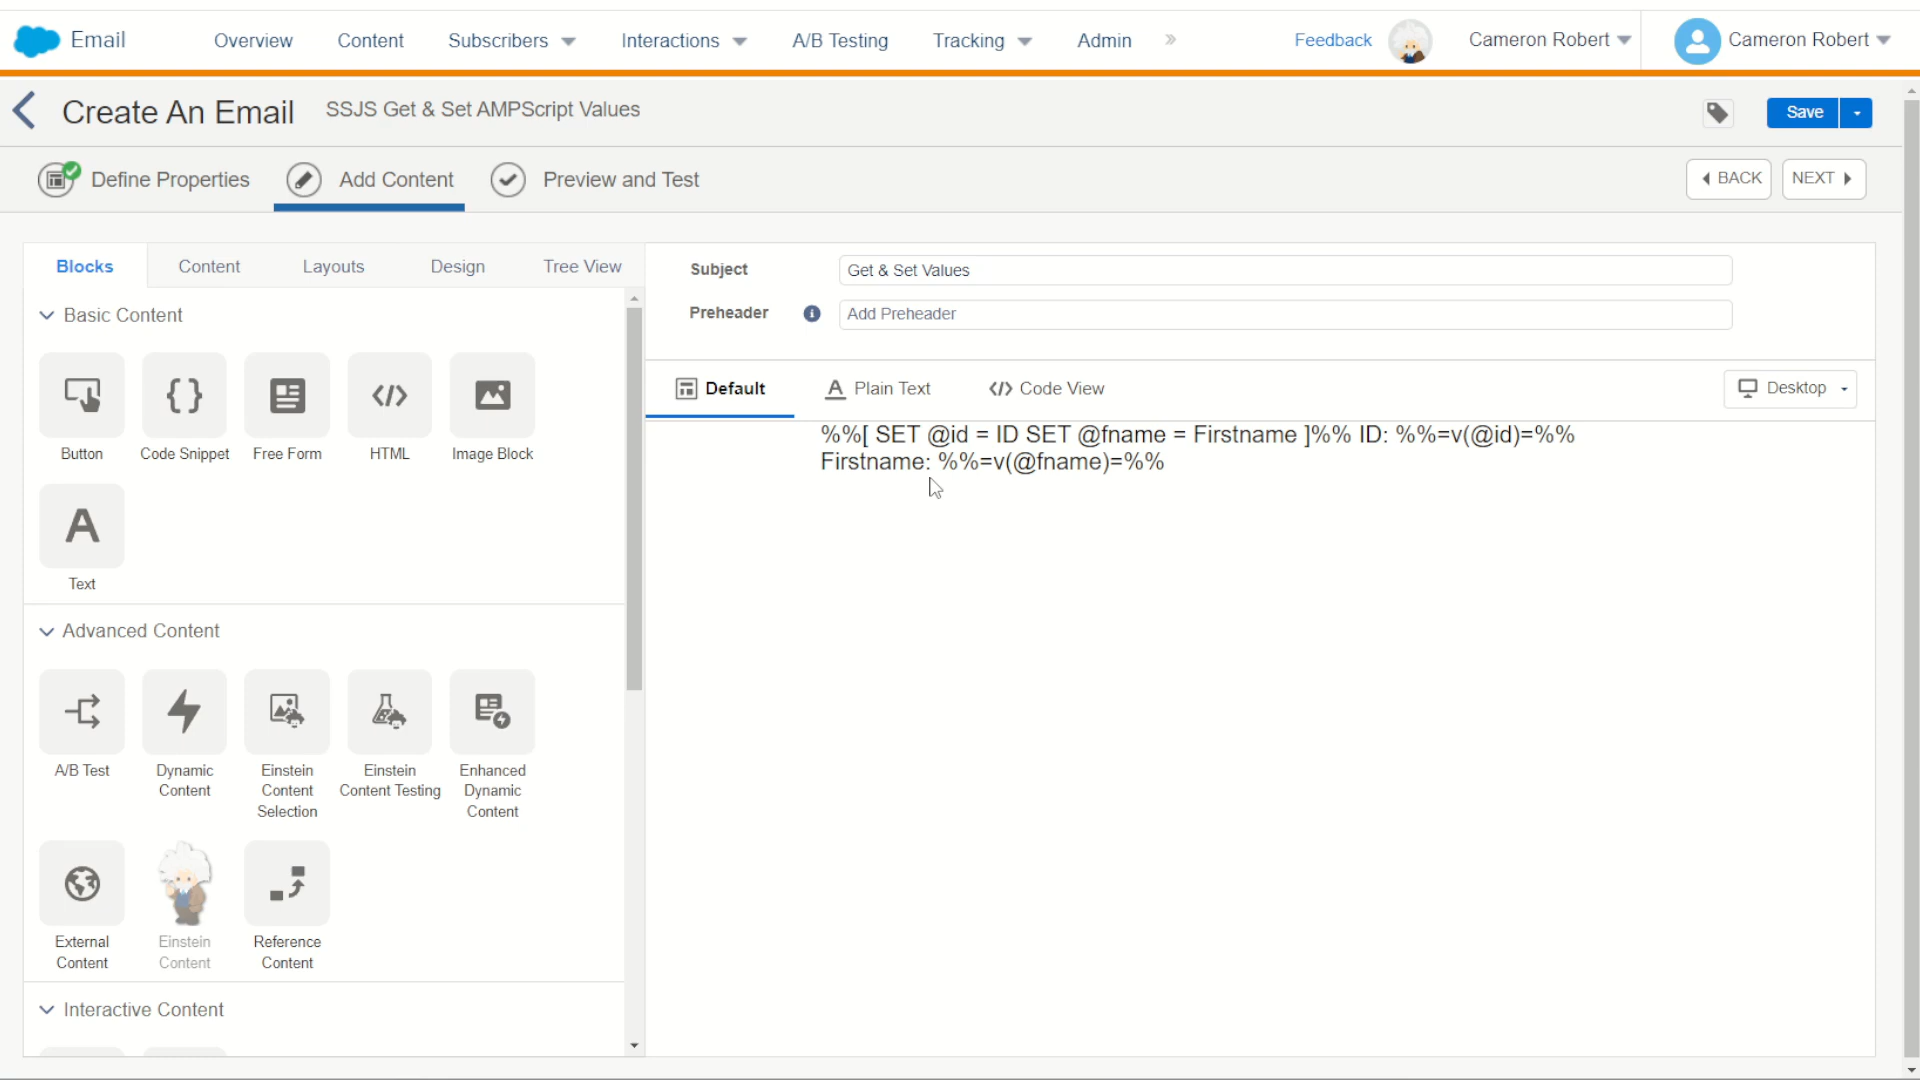 Email
Overview
Content
Subscribers
Interactions
A/B Testing
Tracking
Admin
»
Feedback
Cameron Robert
Cameron Robert
Create An Email
SSJS Get & Set AMPScript Values
Save
Define Properties
Add Content
Preview and Test
BACK
NEXT
Blocks
Content
Layouts
Design
Tree View
Basic Content
Button
Code Snippet
Free Form
HTML
Image Block
Text
Advanced Content
A/B Test
Dynamic
Content
Einstein
Content
Selection
Einstein
Content Testing
Enhanced
Dynamic
Content
External
Content
Einstein
Content
Reference
Content
Interactive Content
Subject
Get & Set Values
Preheader
Add Preheader
Default
Plain Text
Code View
Desktop
%%[ SET @id = ID SET @fname = Firstname ]%% ID: %%=v(@id)=%%
Firstname: %%=v(@fname)=%%